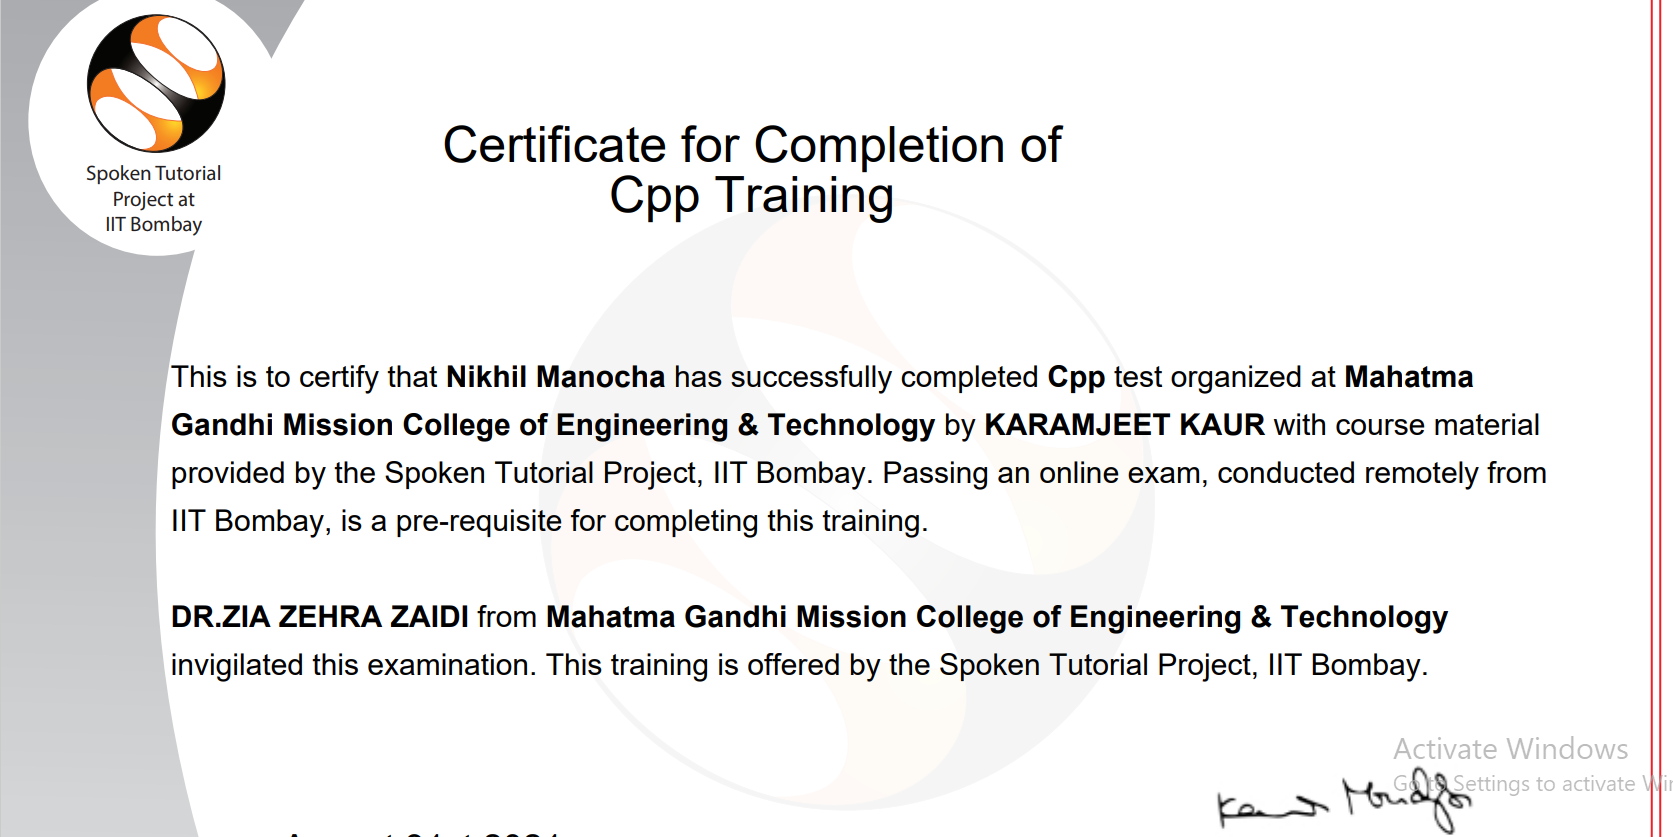 Spoken Tutorial
Project at
IIT Bombay
Certificate for Completion of
Cpp Training
This is to certify that Nikhil Manocha has successfully completed Cpp test organized at Mahatma
Gandhi Mission College of Engineering & Technology by KARAMJEET KAUR with course material
provided by the Spoken Tutorial Project, IIT Bombay. Passing an online exam, conducted remotely from
IIT Bombay, is a pre-requisite for completing this training.
DR.ZIA ZEHRA ZAIDI from Mahatma Gandhi Mission College of Engineering & Technology
invigilated this examination. This training is offered by the Spoken Tutorial Project, IIT Bombay.
Activate Windows
Go to Settings to activate